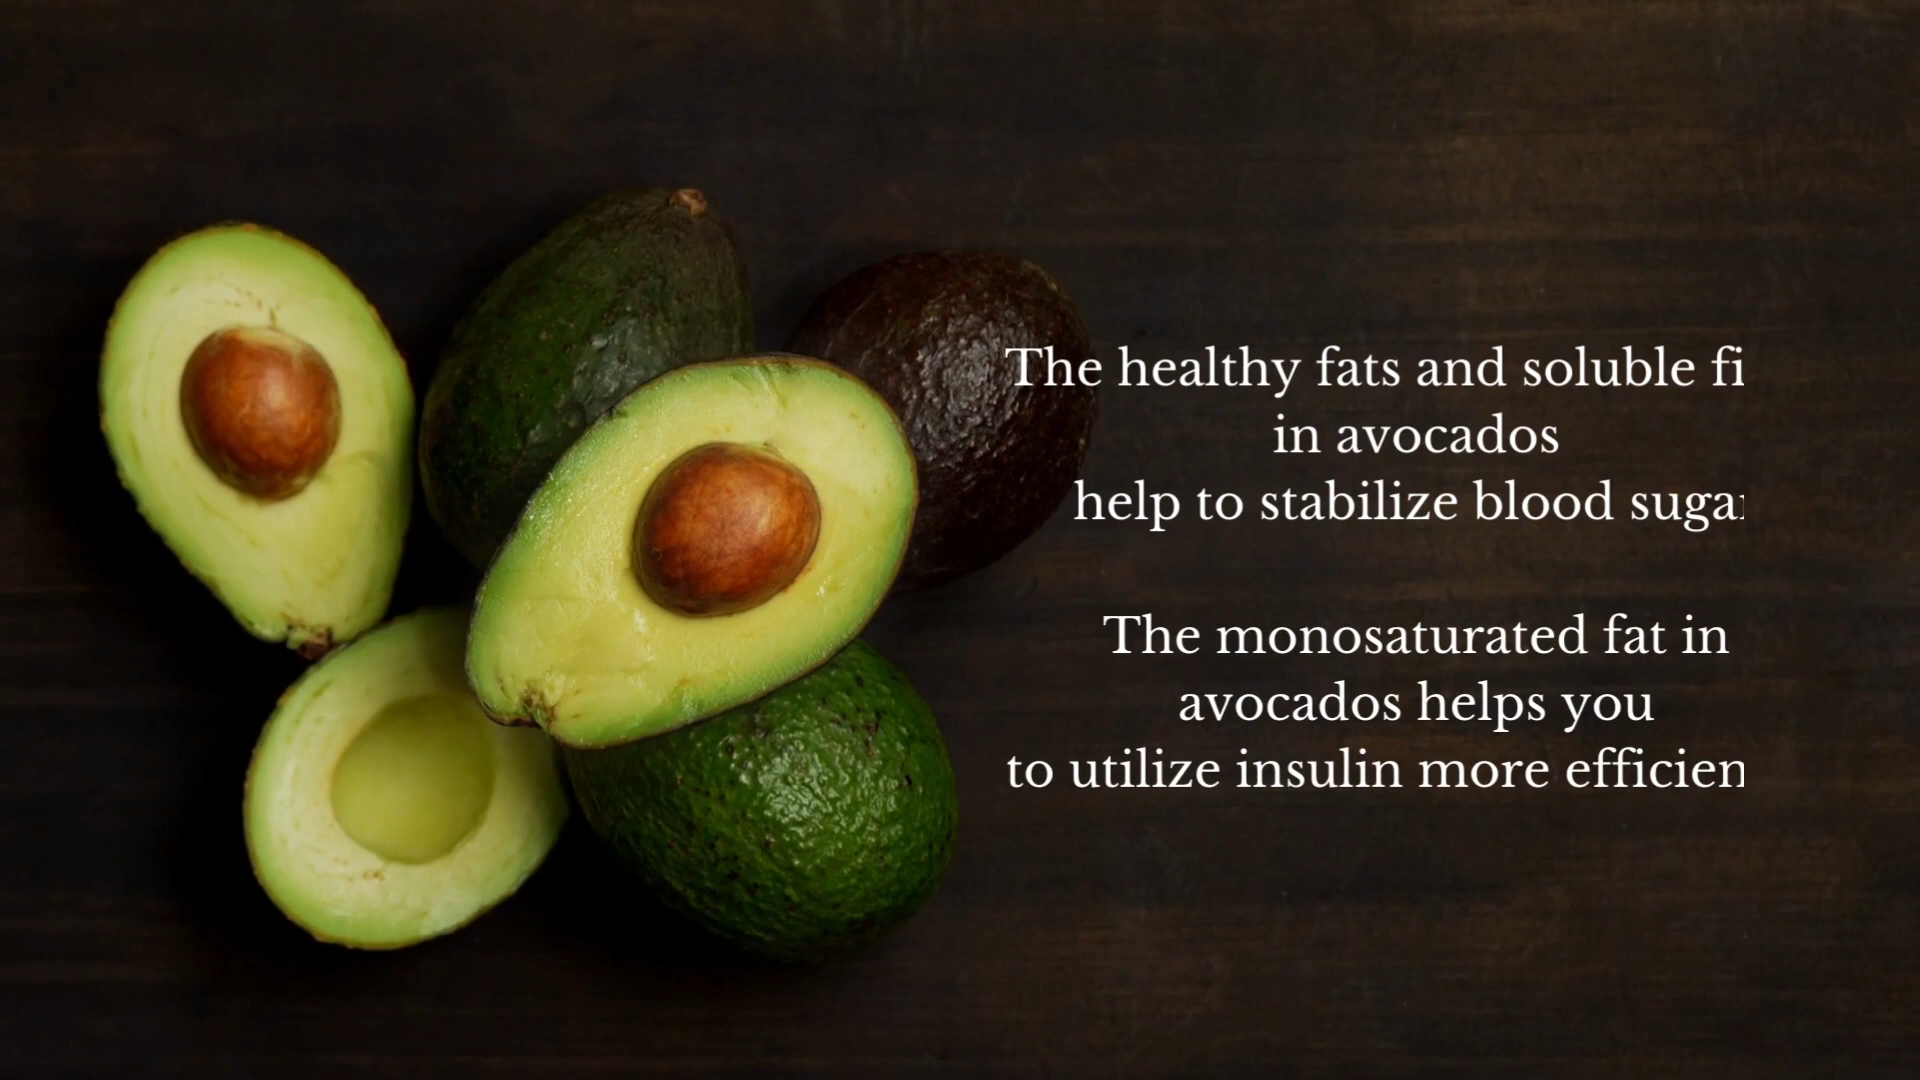 The healthy fats and soluble fi
in avocados
help to stabilize blood sugar
The monosaturated fat in
avocados helps you
to utilize insulin more efficien